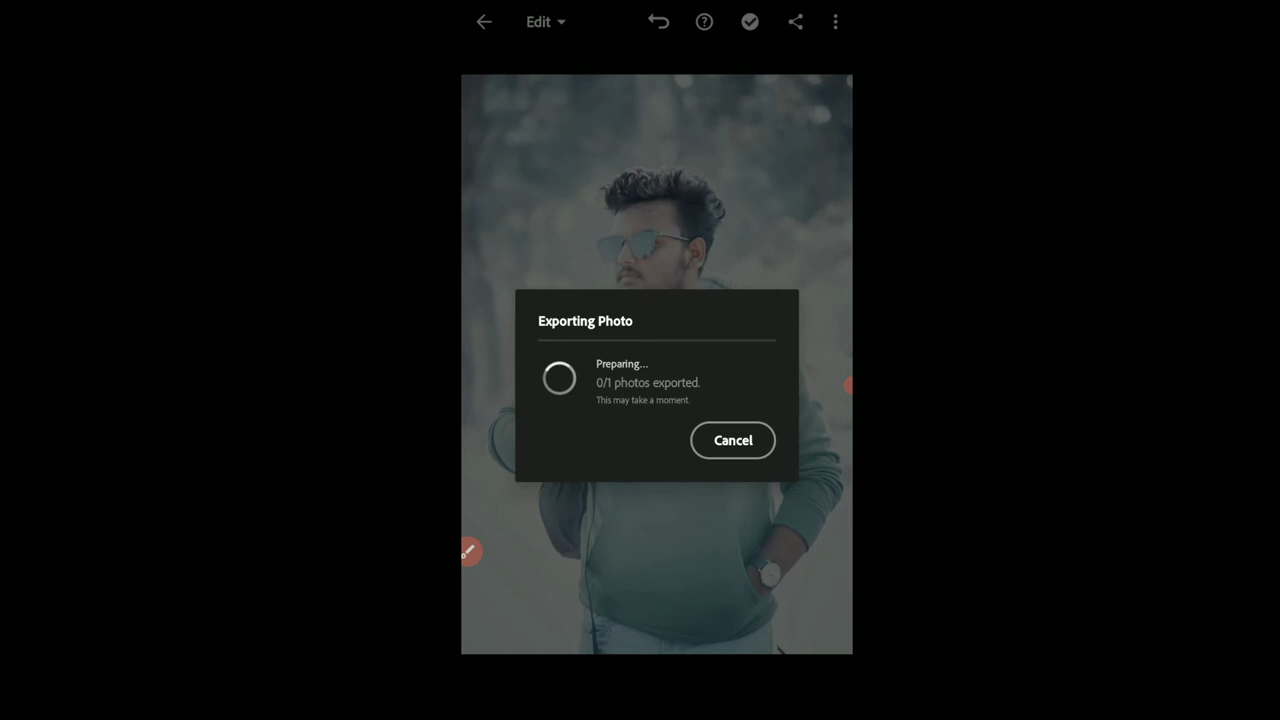 Edit
Exporting Photo
Preparing...
0/1 photos exported.
This may take a moment.
Cancel